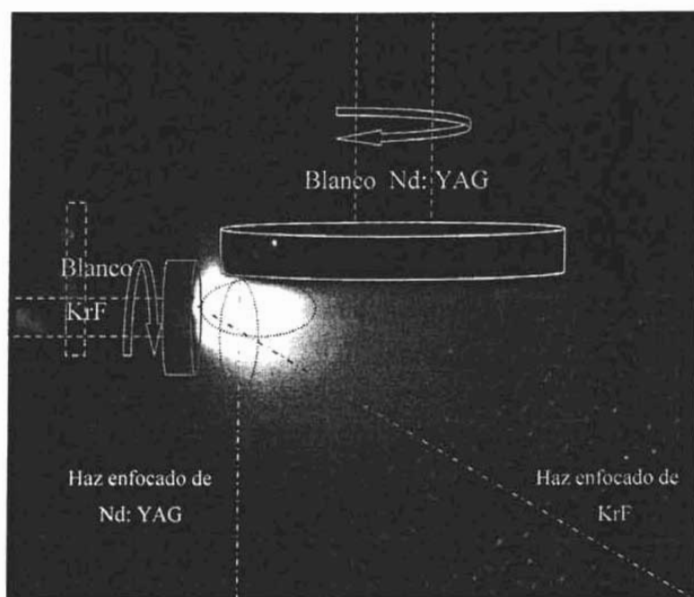 Blanco Nd: YAG
Blanco
KrF
Haz enfocado de
Nd: YAG
Haz enfocado de
KrF